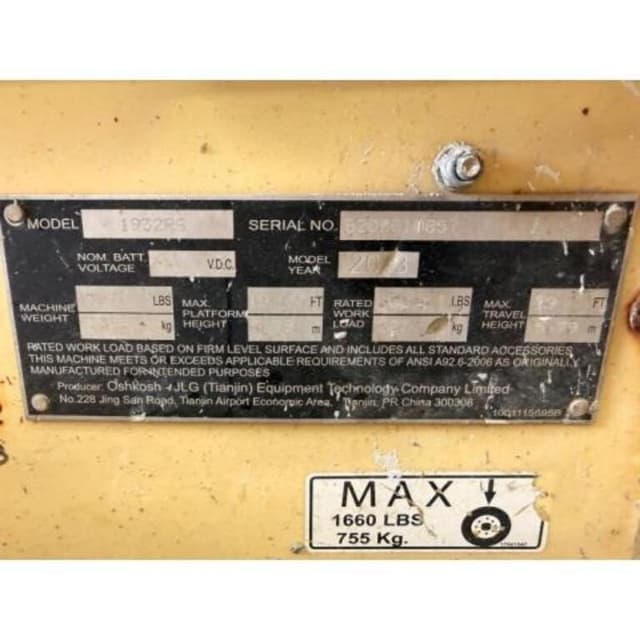 MODEL 1932RS SERIAL NO.
NOM. BATT. VOLTAGE V.D.C. MODEL YEAR
MACHINE WEIGHT LBS kg MAX. PLATFORM HEIGHT FT m RATED WORK LOAD LBS kg MAX. TRAVEL HEIGHT FT m
RATED WORK LOAD BASED ON FIRM LEVEL SURFACE AND INCLUDES ALL STANDARD ACCESSORIES
THIS MACHINE MEETS OR EXCEEDS APPLICABLE REQUIREMENTS OF ANSI A92.6-2006 AS ORIGINALLY
MANUFACTURED FOR INTENDED PURPOSES
Producer: Oshkosh - JLG (Tianjin) Equipment Technology Company Limited
No.228 Jing San Road, Tianjin Airport Economic Area, Tianjin, PR China 300308
1001115695B
MAX
1660 LBS
755 Kg.